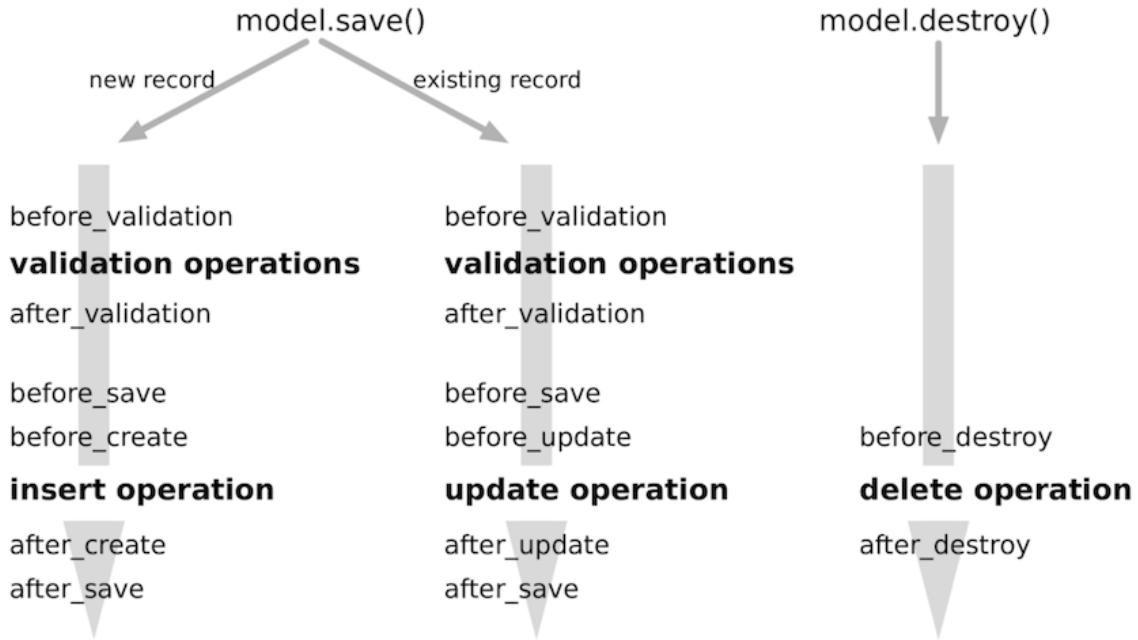 model.save()
model.destroy()
new record
existing record
before_validation
validation operations
after_validation
before_save
before_create
insert operation
after_create
after_save
before_validation
validation operations
after_validation
before_save
before_update
update operation
after_update
after_save
before_destroy
delete operation
after_destroy